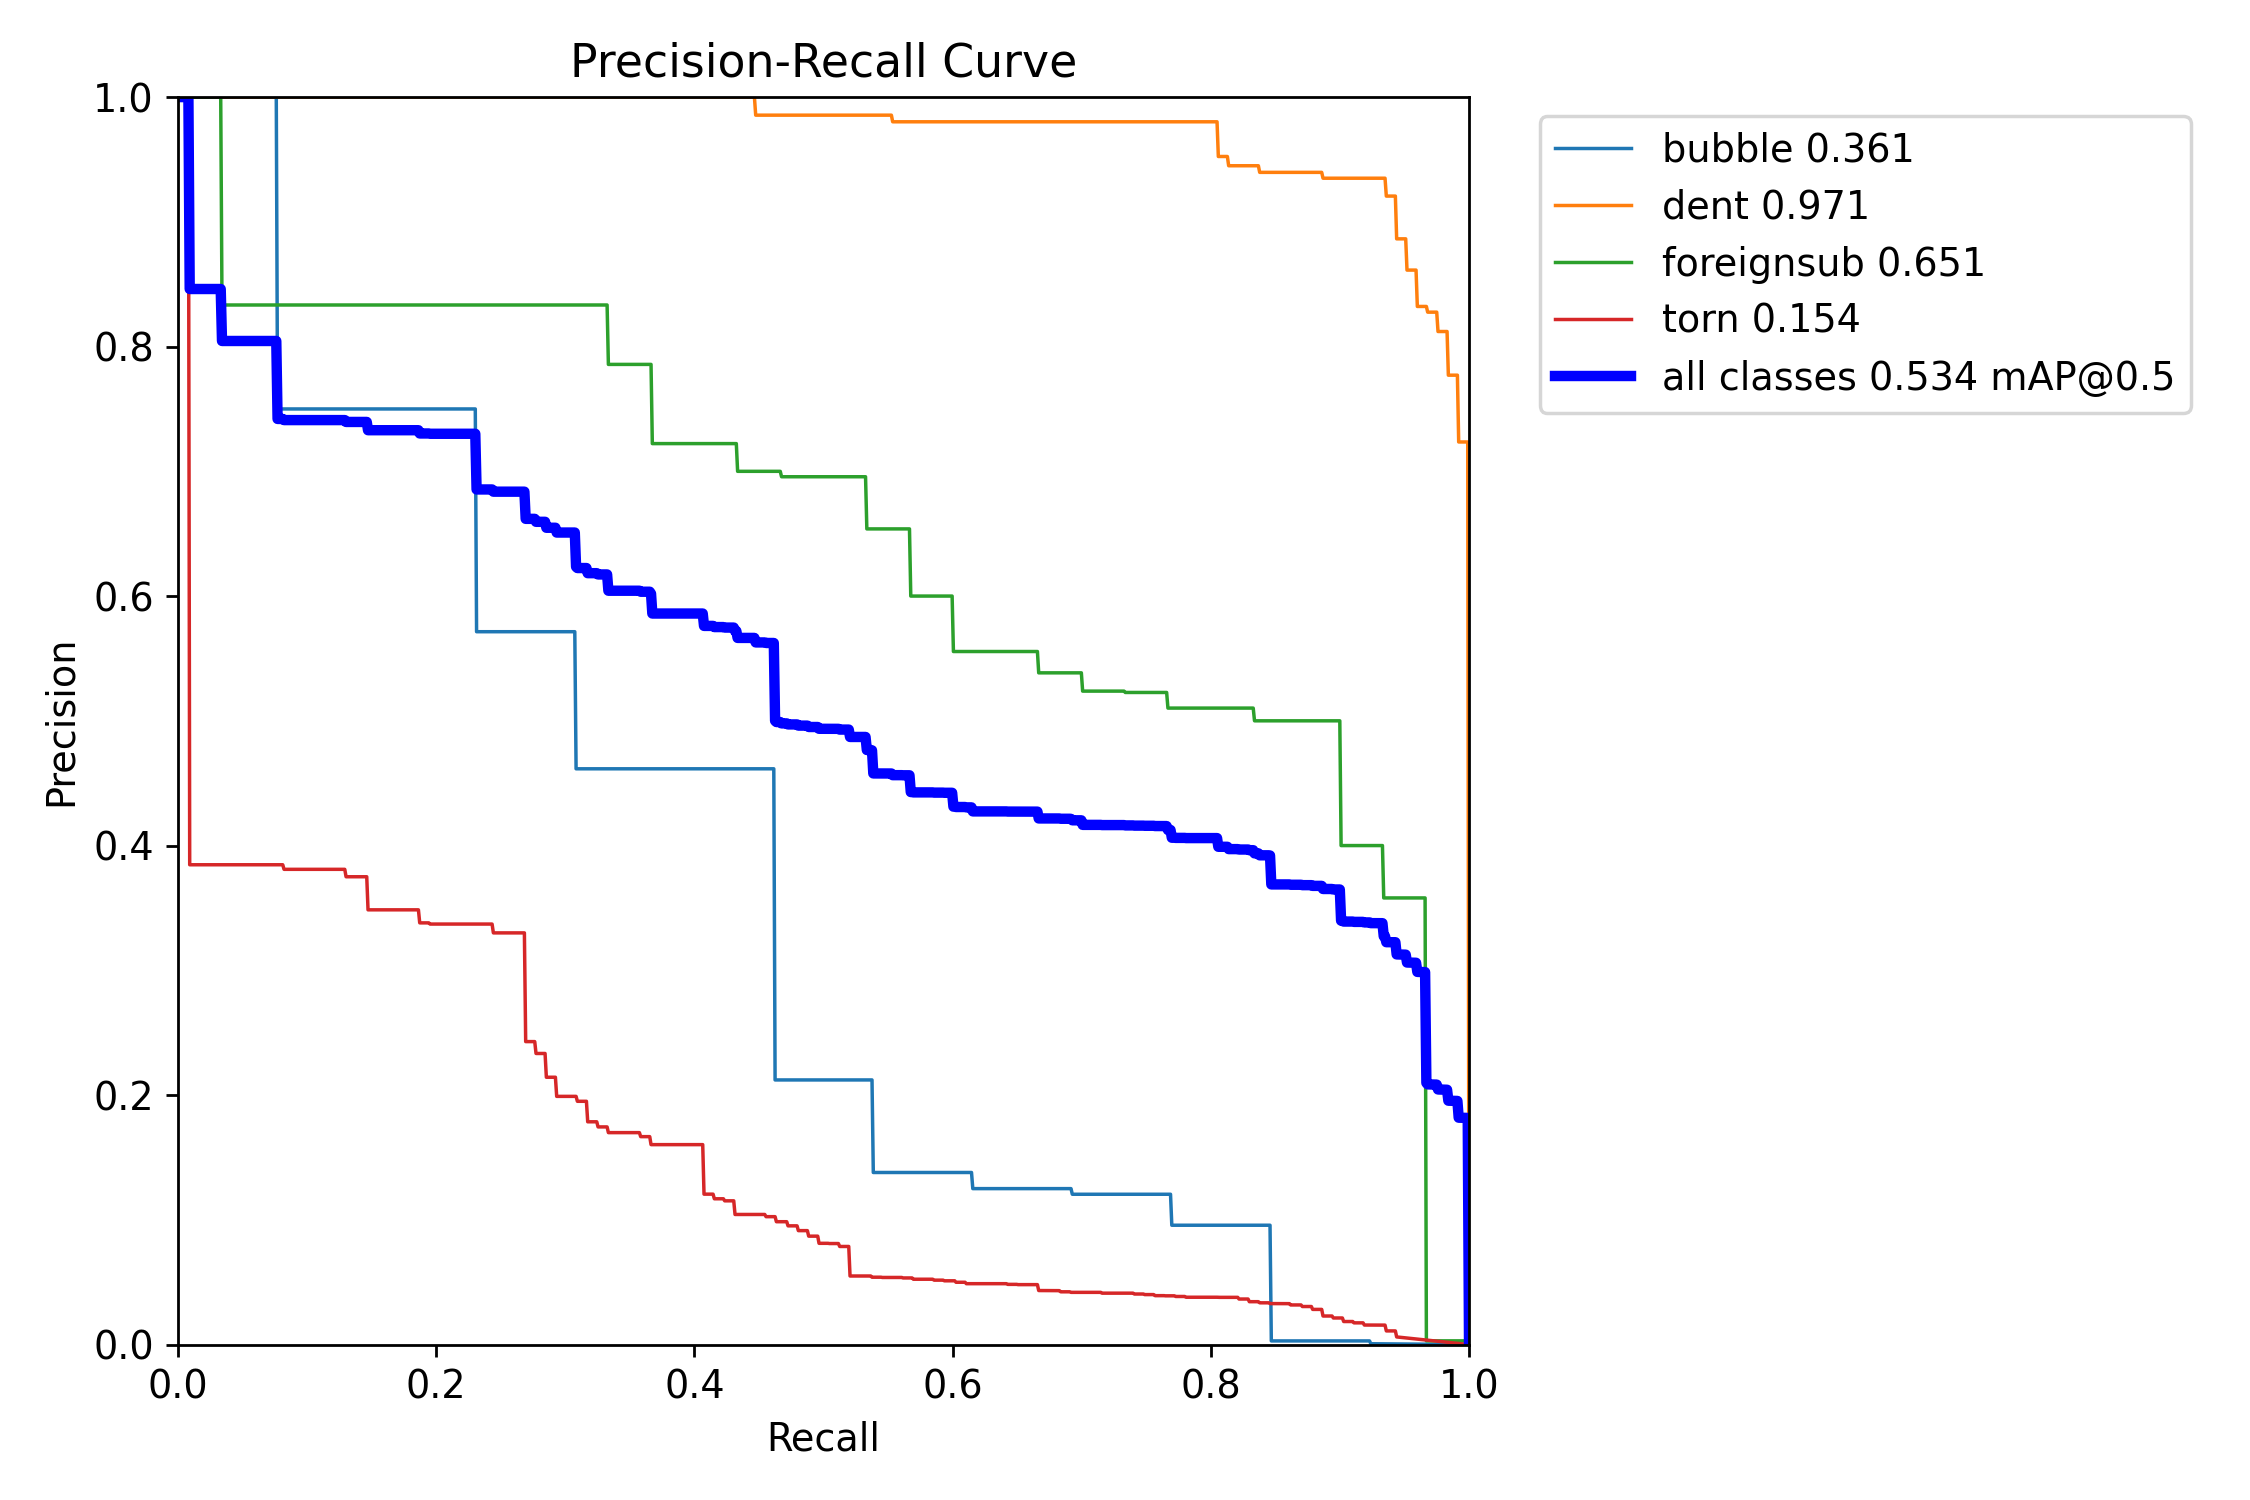 Precision-Recall Curve
1.0
0.8
0.6
0.4
0.2
0.0
Precision
0.0 0.2 0.4 0.6 0.8 1.0
Recall
bubble 0.361
dent 0.971
foreignsub 0.651
torn 0.154
all classes 0.534 mAP@0.5